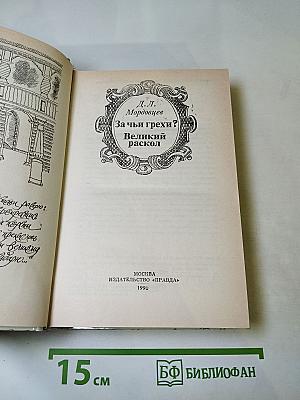 Д. Л.
Мордовцев
За чьи грехи?
Великий
раскол
МОСКВА
ИЗДАТЕЛЬСТВО «ПРАВДА»
1990
15 см
БФ БИБЛИОФАН